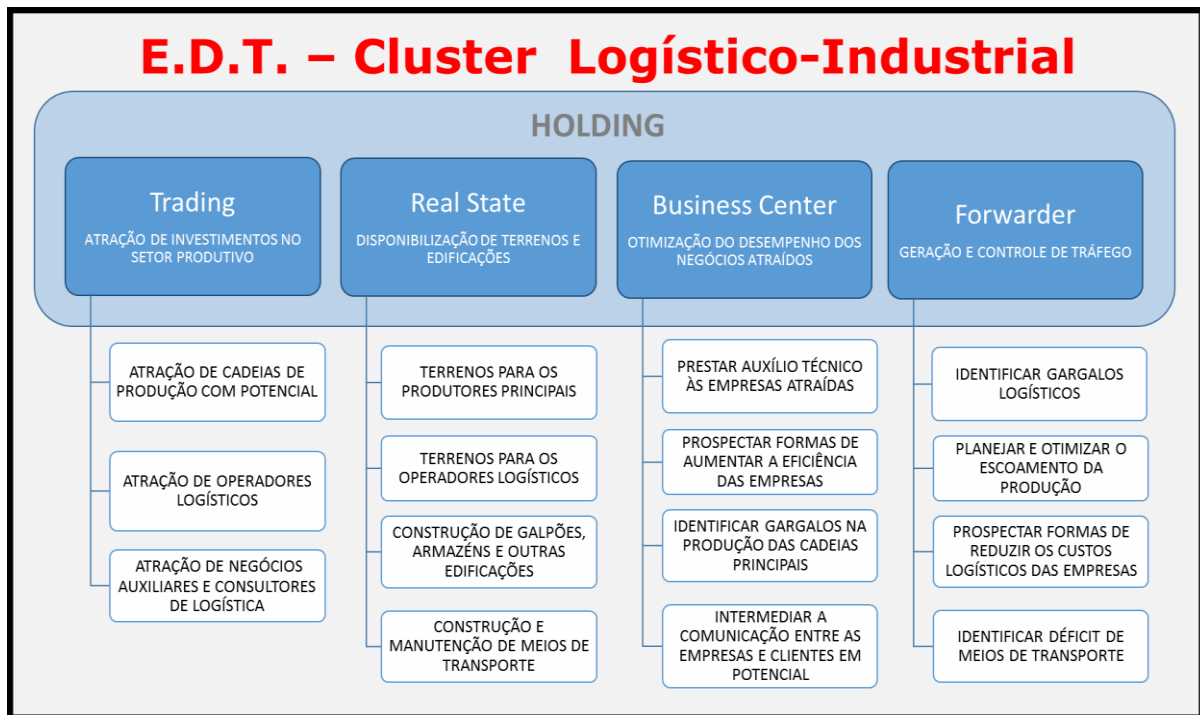 E.D.T. – Cluster Logístico-Industrial
HOLDING
Trading
ATRAÇÃO DE INVESTIMENTOS NO
SETOR PRODUTIVO
ATRAÇÃO DE CADEIAS DE
PRODUÇÃO COM POTENCIAL
ATRAÇÃO DE OPERADORES
LOGÍSTICOS
ATRAÇÃO DE NEGÓCIOS
AUXILIARES E CONSULTORES
DE LOGÍSTICA
Real State
DISPONIBILIZAÇÃO DE TERRENOS E
EDIFICAÇÕES
TERRENOS PARA OS
PRODUTORES PRINCIPAIS
TERRENOS PARA OS
OPERADORES LOGÍSTICOS
CONSTRUÇÃO DE GALPÕES,
ARMAZÉNS E OUTRAS
EDIFICAÇÕES
CONSTRUÇÃO E
MANUTENÇÃO DE MEIOS DE
TRANSPORTE
Business Center
OTIMIZAÇÃO DO DESEMPENHO DOS
NEGÓCIOS ATRAÍDOS
PRESTAR AUXÍLIO TÉCNICO
ÀS EMPRESAS ATRAÍDAS
PROSPECTAR FORMAS DE
AUMENTAR A EFICIÊNCIA
DAS EMPRESAS
IDENTIFICAR GARGALOS NA
PRODUÇÃO DAS CADEIAS
PRINCIPAIS
INTERMEDIAR A
COMUNICAÇÃO ENTRE AS
EMPRESAS E CLIENTES EM
POTENCIAL
Forwarder
GERAÇÃO E CONTROLE DE TRÁFEGO
IDENTIFICAR GARGALOS
LOGÍSTICOS
PLANEJAR E OTIMIZAR O
ESCOAMENTO DA
PRODUÇÃO
PROSPECTAR FORMAS DE
REDUZIR OS CUSTOS
LOGÍSTICOS DAS EMPRESAS
IDENTIFICAR DÉFICIT DE
MEIOS DE TRANSPORTE